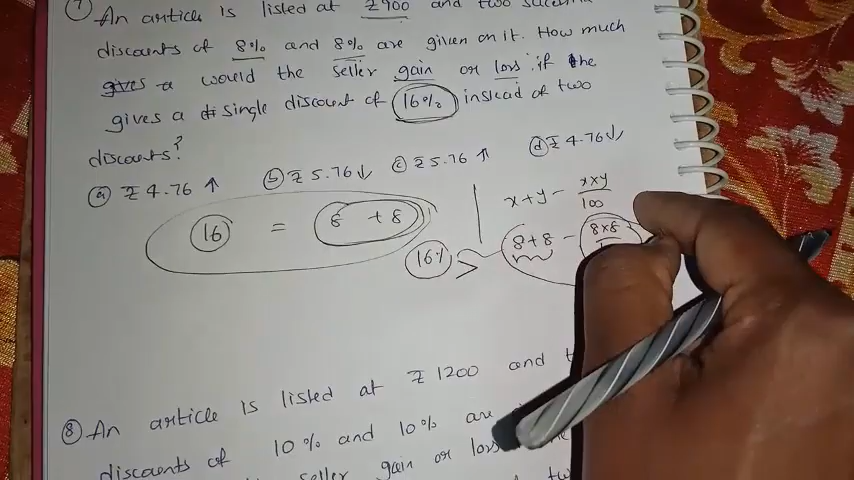 ⑦ An article is listed at ₹900 and two
discounts of 8% and 8% are given on it. How much
gives a would the seller gain or loss if the
gives a single discount of 16% instead of two
discounts?
ⓐ ₹ 4.76 ↑ ⓑ ₹ 5.76 ↓ ⓒ ₹ 5.76 ↑ ⓓ ₹ 4.76 ↓
16 = 8 + 8
x+y - x×y/100
16% > 8+8 - 8×8
⑧ An article is listed at ₹ 1200 and
discounts of 10% and 10% are
seller gain or loss